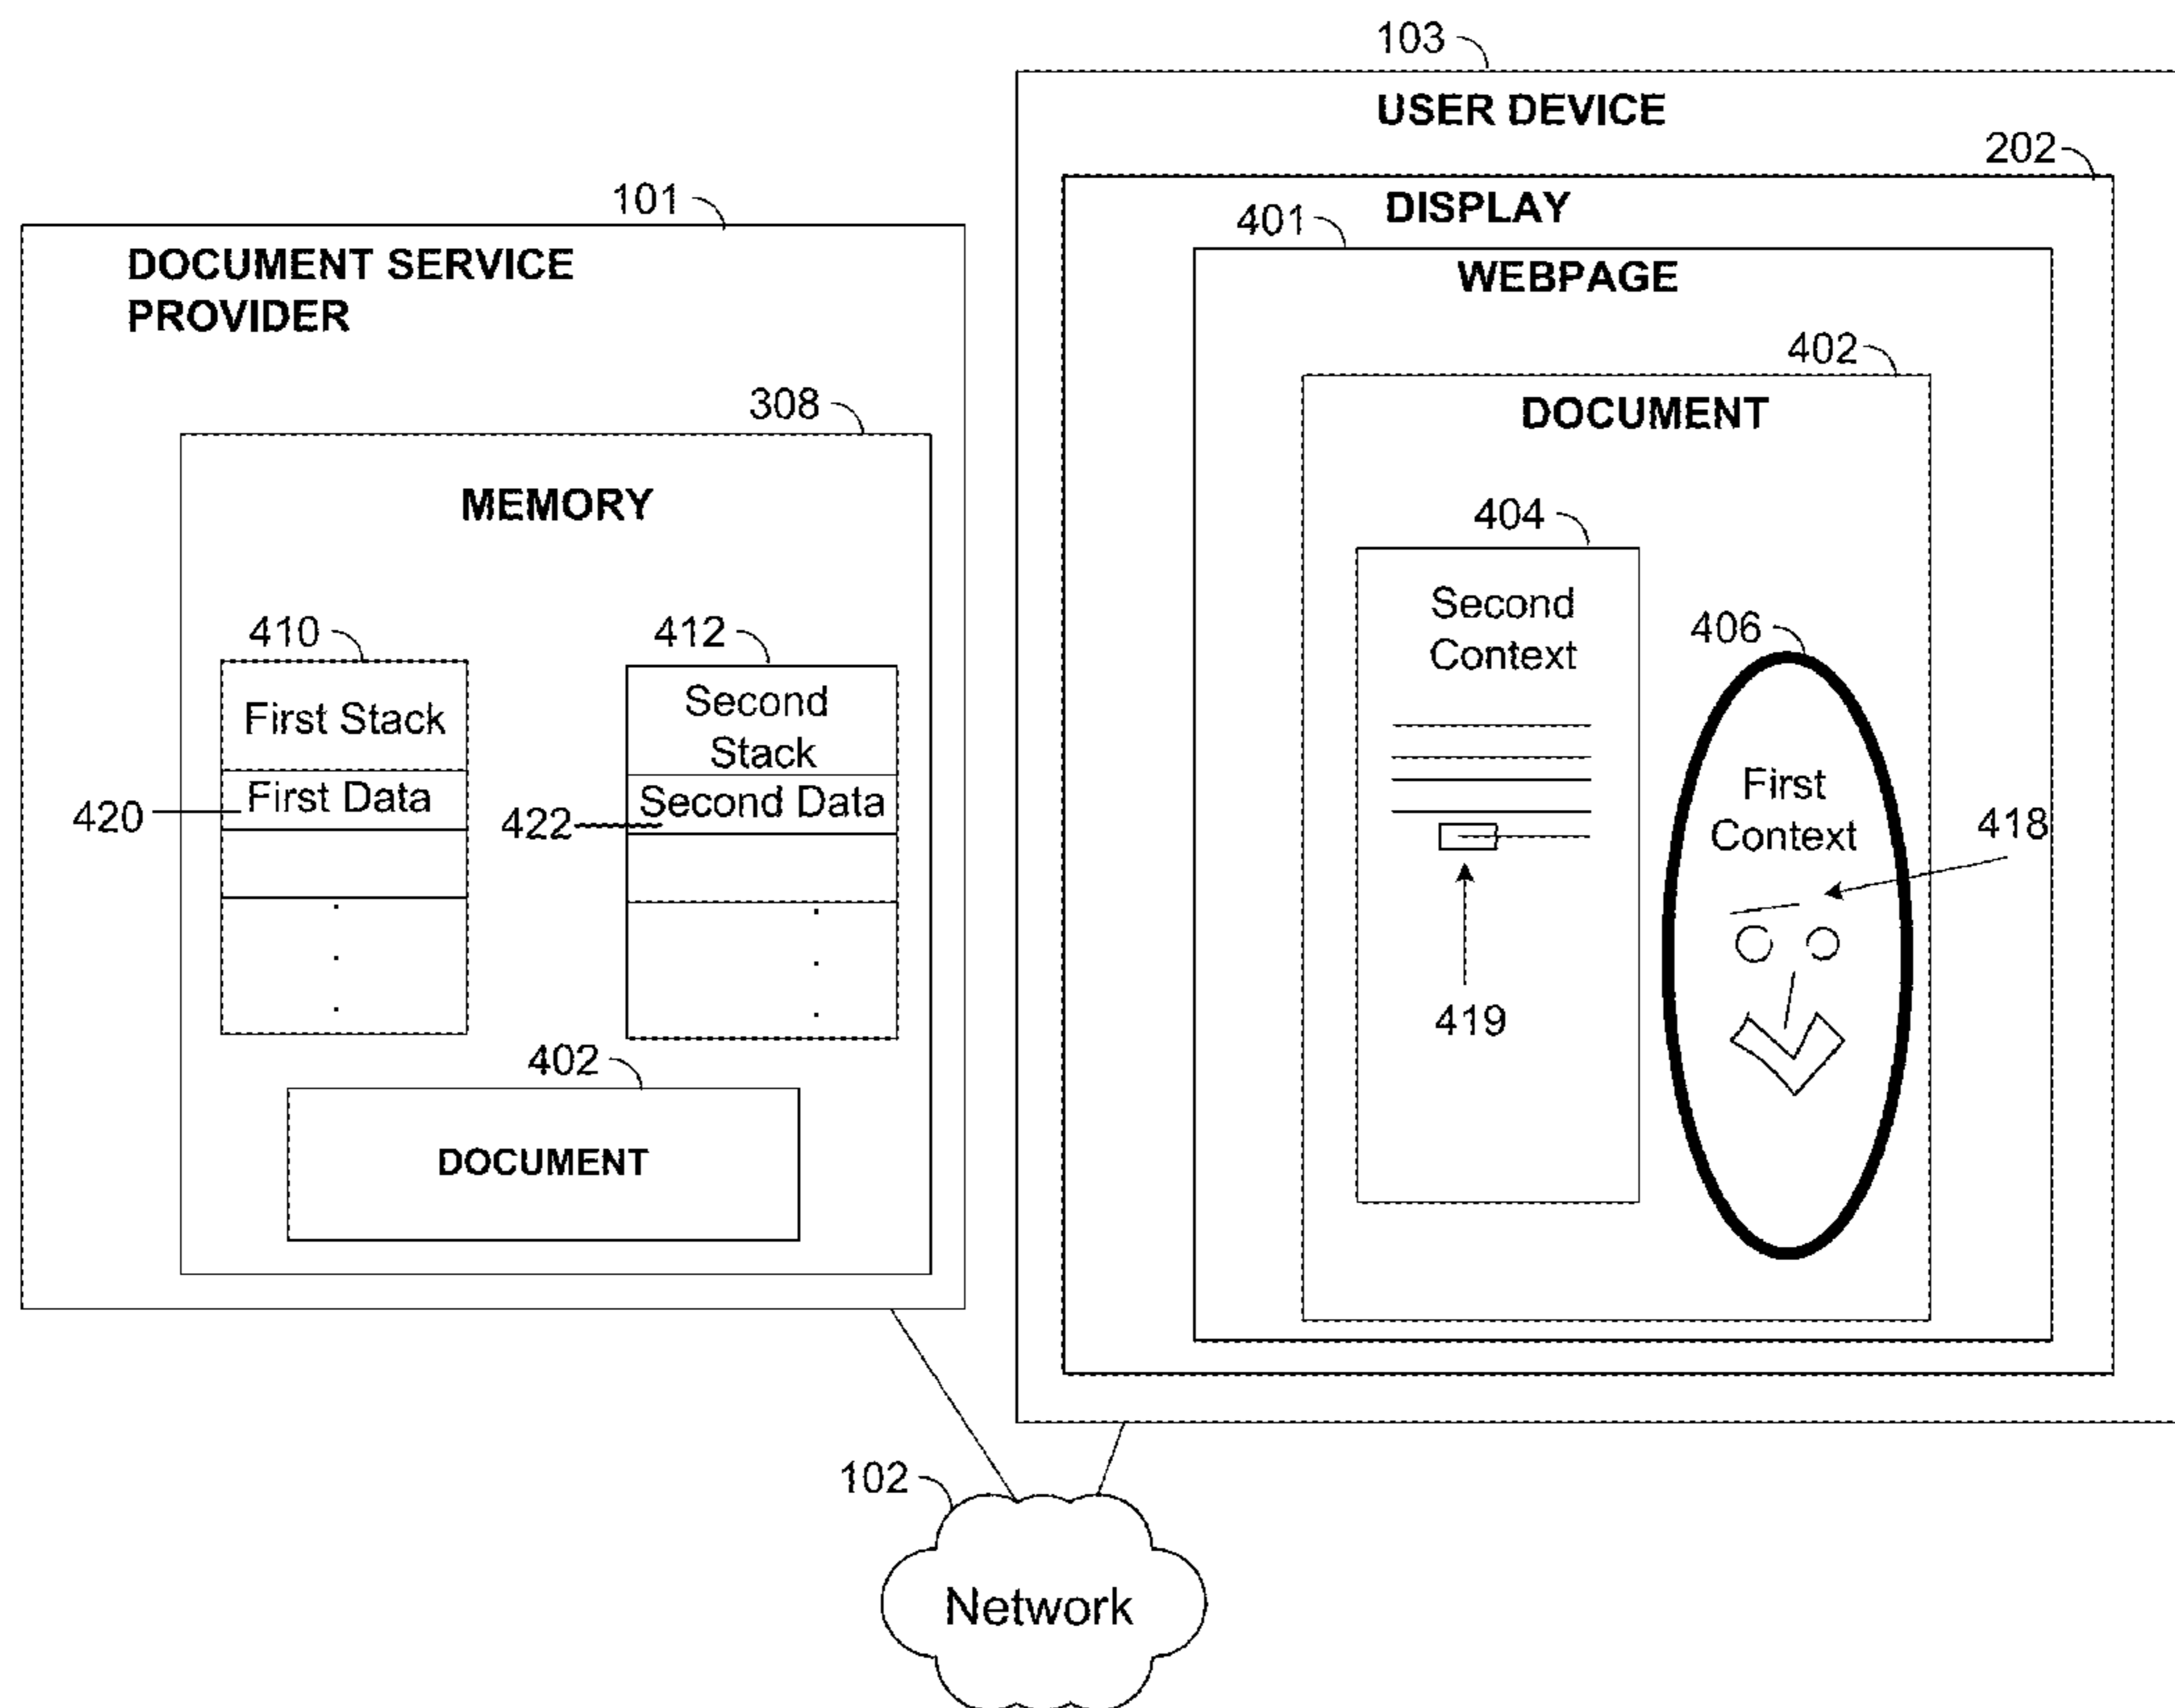 103
USER DEVICE
202
DISPLAY
401
WEBPAGE
402
DOCUMENT
404
Second
Context
406
First
Context
418
419
101
DOCUMENT SERVICE
PROVIDER
308
MEMORY
410
First Stack
First Data
420
412
Second
Stack
Second Data
422
402
DOCUMENT
102
Network